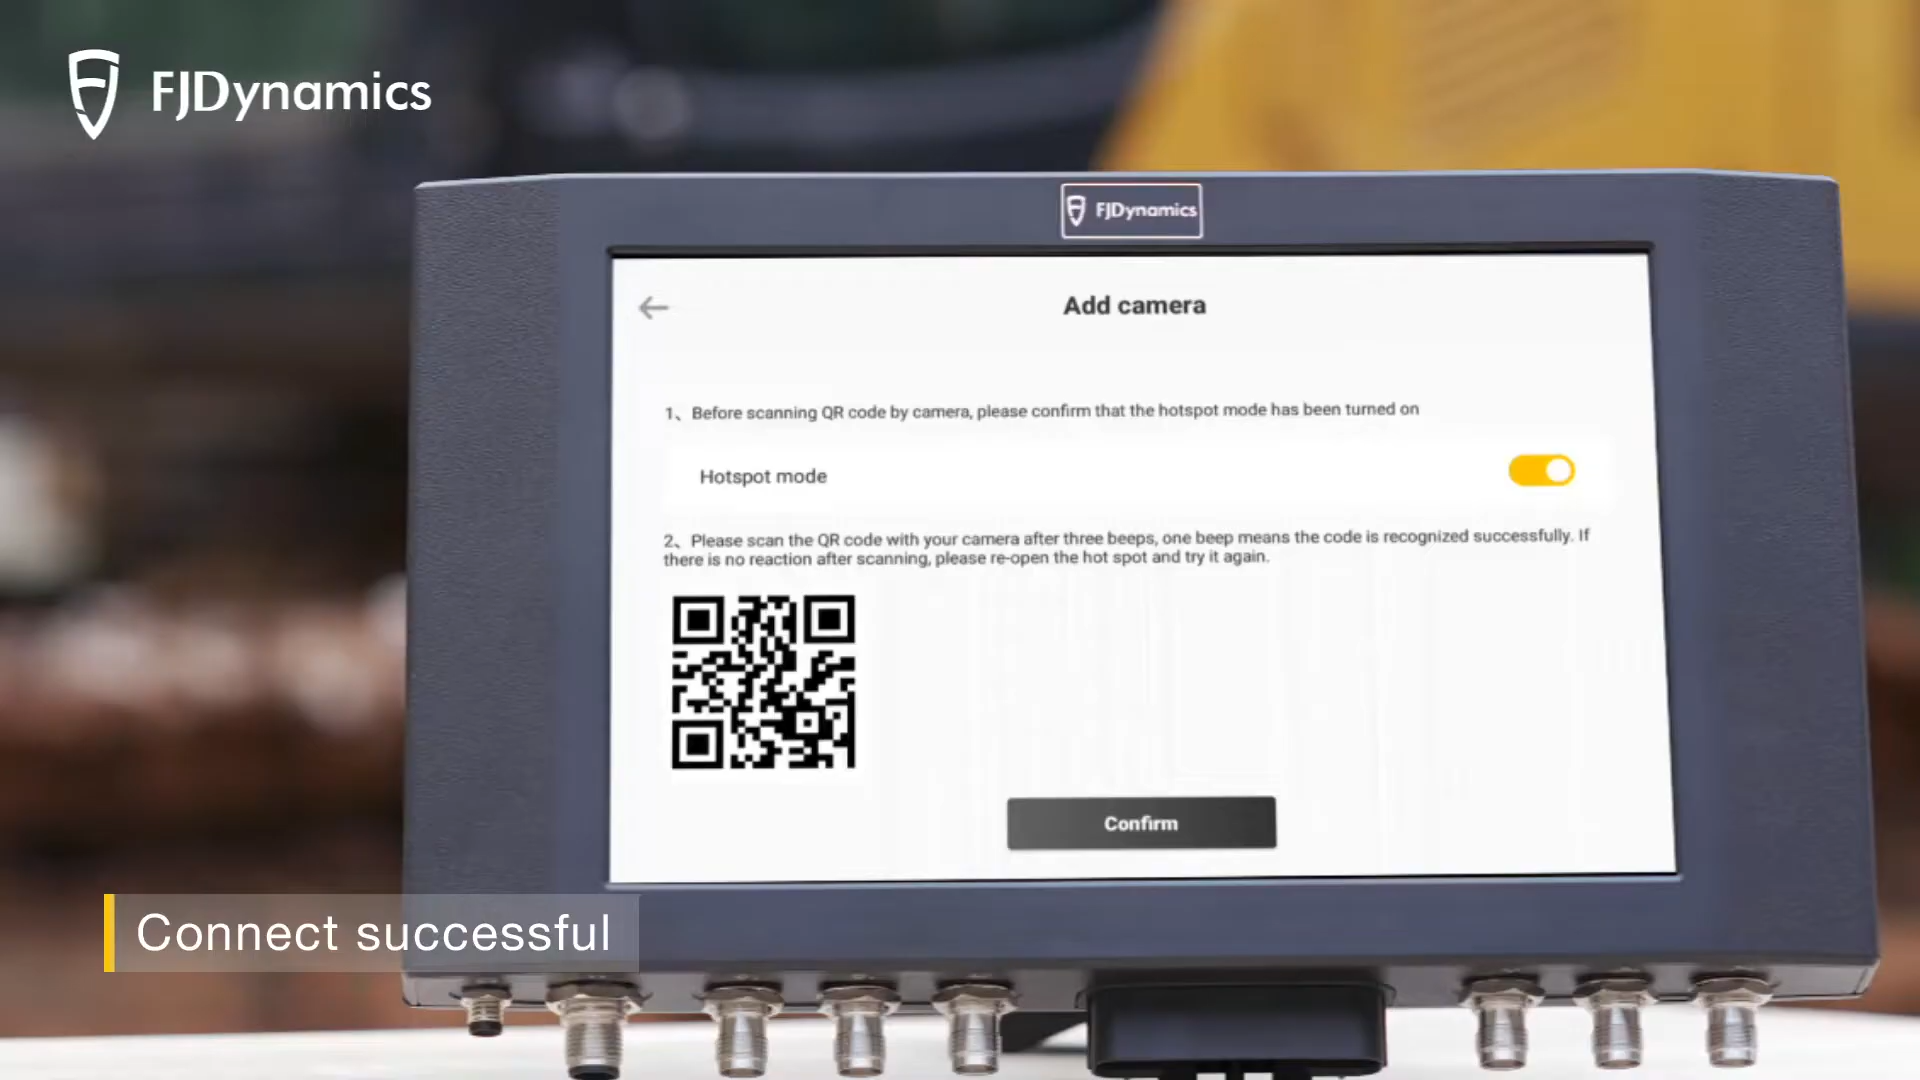 FJDynamics
FJDynamics
Add camera
1、Before scanning QR code by camera, please confirm that the hotspot mode has been turned on
Hotspot mode
2、Please scan the QR code with your camera after three beeps, one beep means the code is recognized successfully. If
there is no reaction after scanning, please re-open the hot spot and try it again.
Confirm
Connect successful